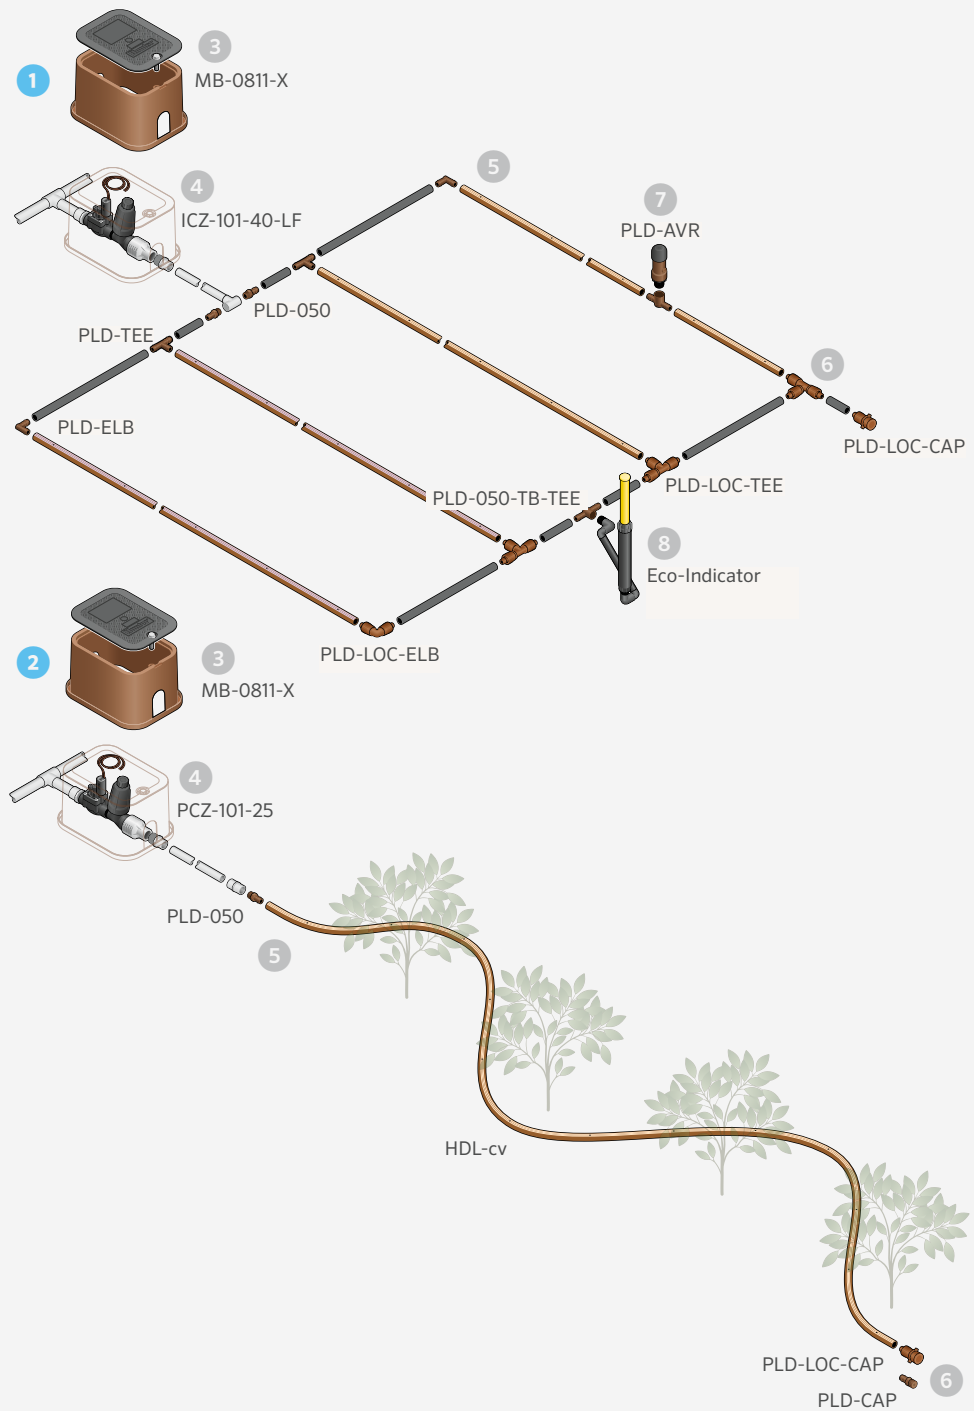 1
3
MB-0811-X
4
ICZ-101-40-LF
5
7
PLD-AVR
PLD-050
PLD-TEE
6
PLD-ELB
PLD-LOC-CAP
PLD-LOC-TEE
PLD-050-TB-TEE
8
Eco-Indicator
PLD-LOC-ELB
2
3
MB-0811-X
4
PCZ-101-25
PLD-050
5
HDL-cv
PLD-LOC-CAP
6
PLD-CAP